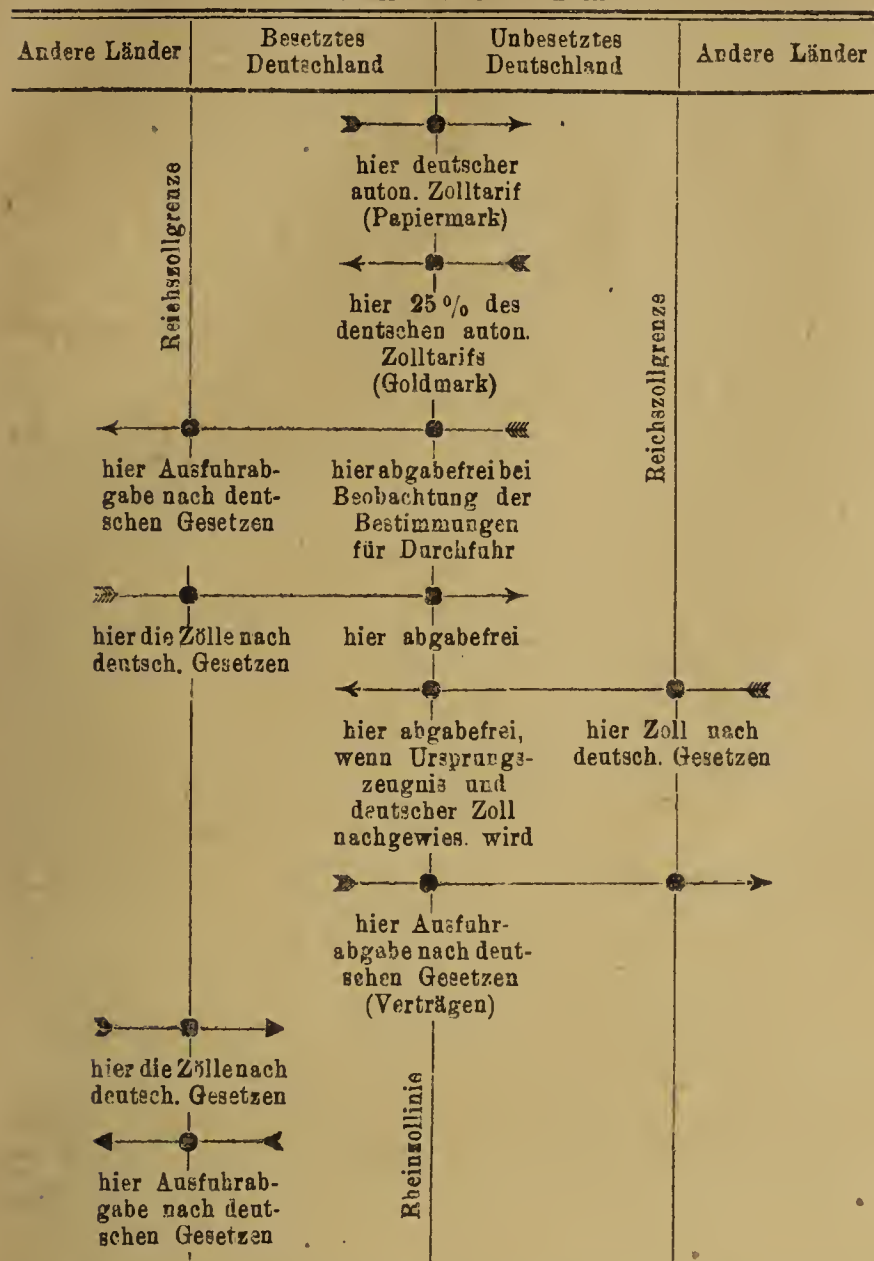 Andere Länder
Besetztes
Deutschland
Unbesetztes
Deutschland
Andere Länder
Reichszollgrenze
hier deutscher
auton. Zolltarif
(Papiermark)
hier 25 % des
deutschen auton.
Zolltarifs
(Goldmark)
Reichszollgrenze
hier Ausfuhrab-
gabe nach deut-
schen Gesetzen
hier abgabefrei bei
Beobachtung der
Bestimmungen
für Durchfuhr
hier die Zölle nach
deutsch. Gesetzen
hier abgabefrei
hier abgabefrei,
wenn Ursprungs-
zeugnis und
deutscher Zoll
nachgewies. wird
hier Zoll nach
deutsch. Gesetzen
hier Ausfuhr-
abgabe nach deut-
schen Gesetzen
(Verträgen)
hier die Zölle nach
deutsch. Gesetzen
Rheinzollinie
hier Ausfuhrab-
gabe nach deut-
schen Gesetzen